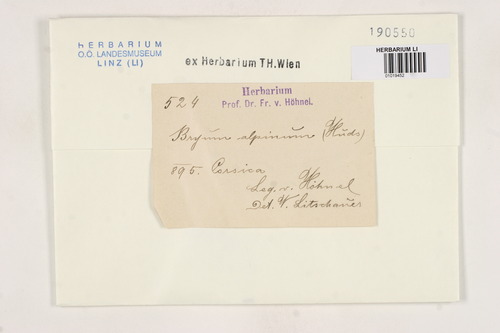 HERBARIUM
O.Ö. LANDESMUSEUM
LINZ (LI)
ex Herbarium TH.Wien
190550
HERBARIUM LI
01019452
Herbarium
Prof. Dr. Fr. v. Höhnel.
524
Bryum alpinum (Huds)
895. Corsica
Leg. v. Höhnel
Det. V. Litschauer